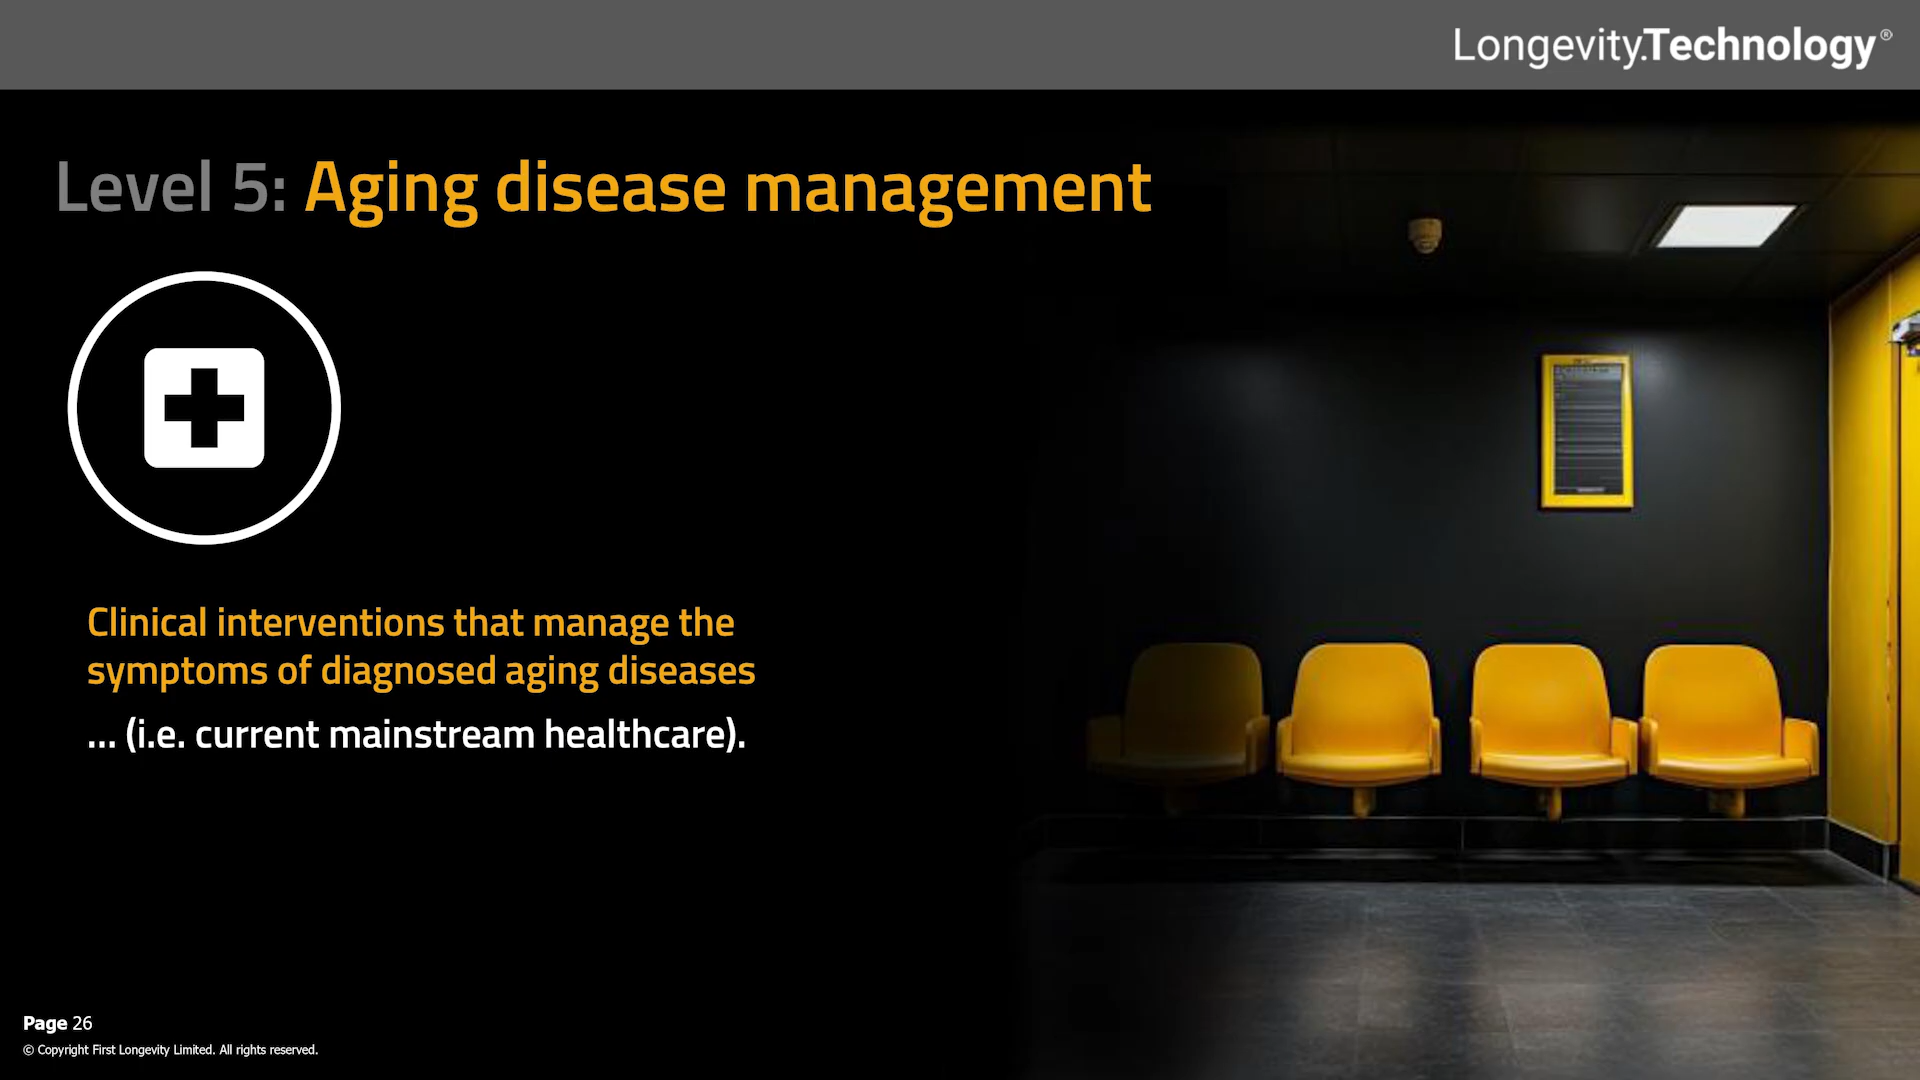 Longevity.Technology®
Level 5: Aging disease management
Clinical interventions that manage the
symptoms of diagnosed aging diseases
... (i.e. current mainstream healthcare).
Page 26
© Copyright First Longevity Limited. All rights reserved.